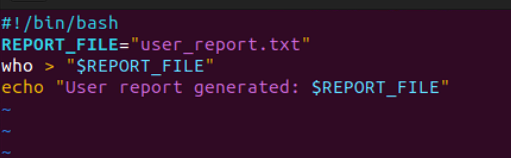 #!/bin/bash
REPORT_FILE="user_report.txt"
who > "$REPORT_FILE"
echo "User report generated: $REPORT_FILE"
~
~
~